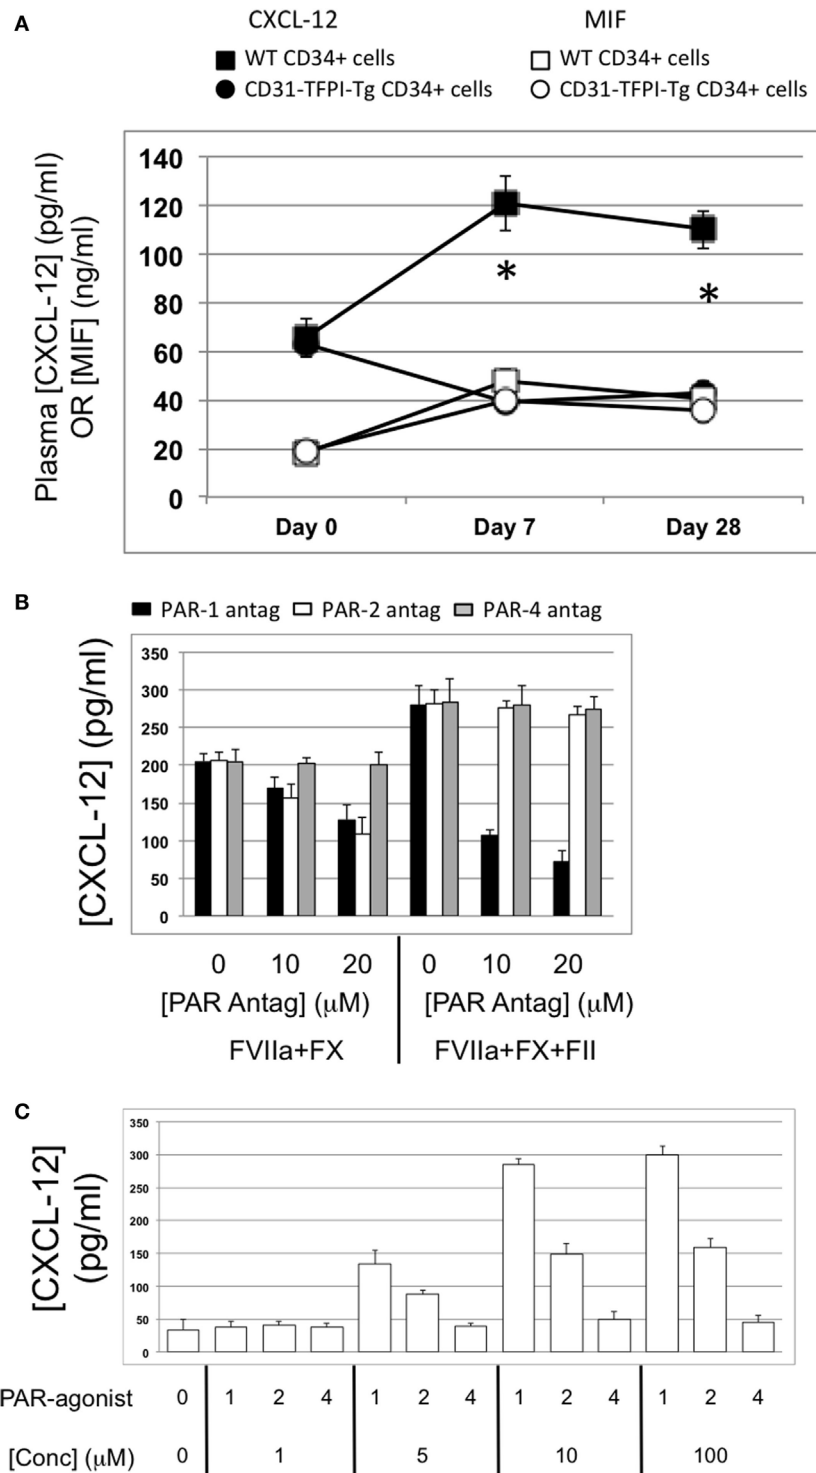 A
CXCL-12 MIF
WT CD34+ cells WT CD34+ cells
CD31-TFPI-Tg CD34+ cells CD31-TFPI-Tg CD34+ cells
Plasma [CXCL-12] (pg/ml)
OR [MIF] (ng/ml)
140
120
100
80
60
40
20
0
*
*
Day 0 Day 7 Day 28
B
PAR-1 antag PAR-2 antag PAR-4 antag
[CXCL-12] (pg/ml)
350
300
250
200
150
100
50
0
0 10 20 0 10 20
[PAR Antag] (μM) [PAR Antag] (μM)
FVIIa+FX FVIIa+FX+FII
C
[CXCL-12]
(pg/ml)
350
300
250
200
150
100
50
0
PAR-agonist 0 1 2 4 1 2 4 1 2 4 1 2 4
[Conc] (μM) 0 1 5 10 100